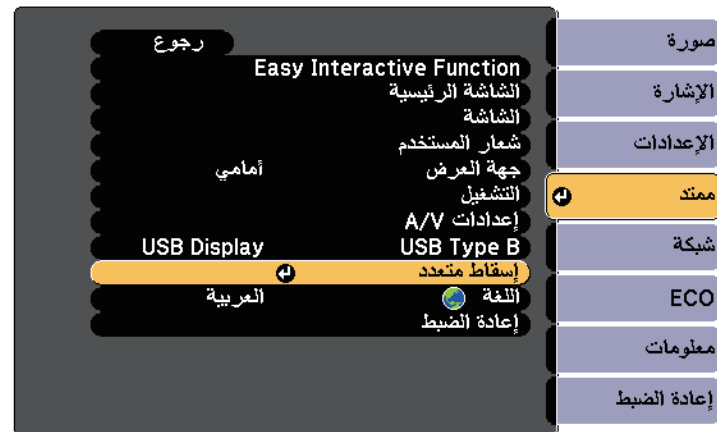 صورة
الإشارة
الإعدادات
ممتد
شبكة
ECO
معلومات
إعادة الضبط
رجوع
Easy Interactive Function
الشاشة الرئيسية
الشاشة
شعار المستخدم
جهة العرض أمامي
التشغيل
إعدادات A/V
USB Type B USB Display
إسقاط متعدد
اللغة العربية
إعادة الضبط